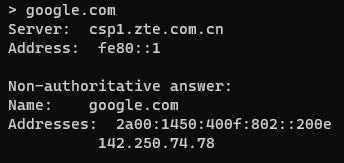 > google.com
Server:  csp1.zte.com.cn
Address:  fe80::1

Non-authoritative answer:
Name:    google.com
Addresses:  2a00:1450:400f:802::200e
          142.250.74.78